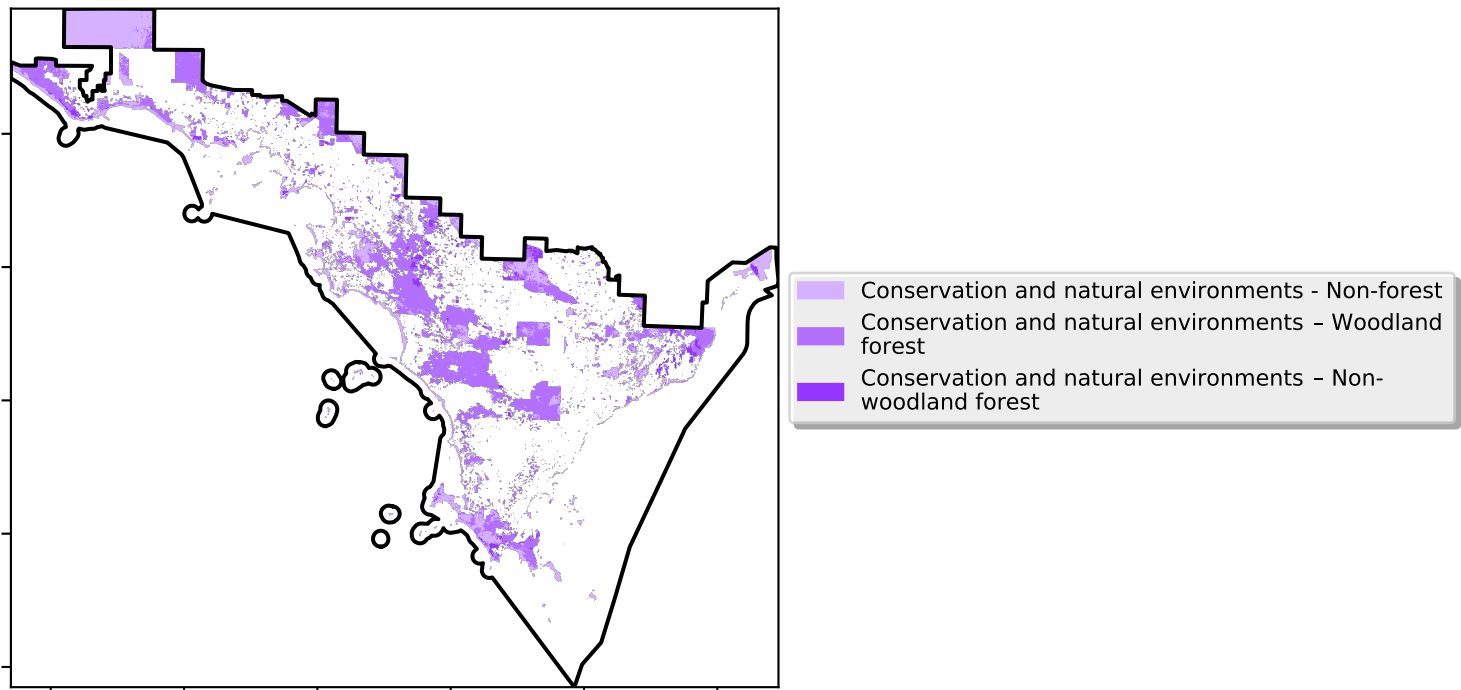 Conservation and natural environments - Non-forest
Conservation and natural environments – Woodland
forest
Conservation and natural environments – Non-
woodland forest